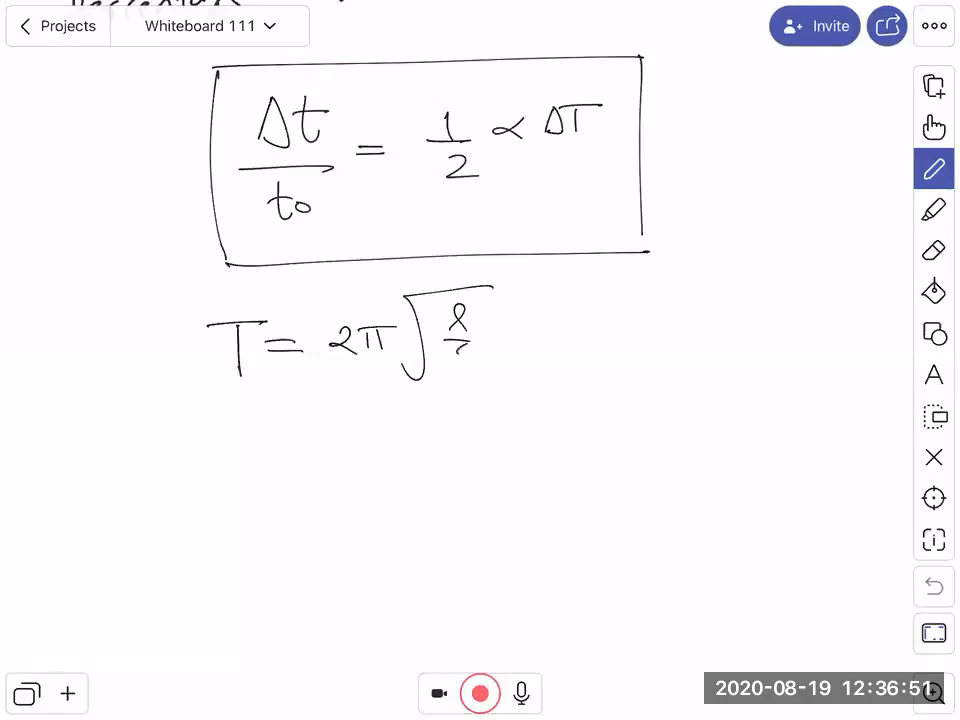 Projects
Whiteboard 111
Invite
Δt/t₀ = 1/2 α ΔT
T = 2π√ℓ
2020-08-19 12:36:51